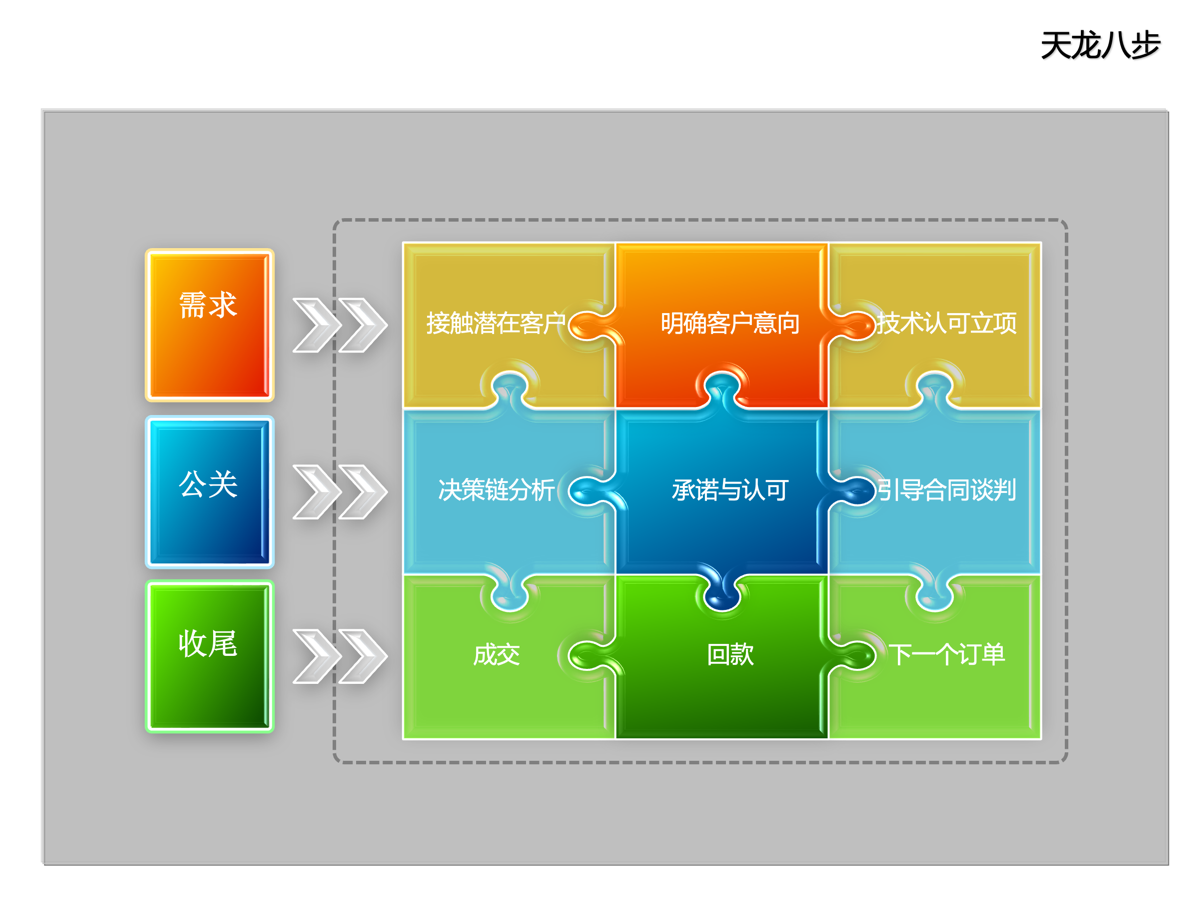 天龙八步
需求
接触潜在客户
明确客户意向
技术认可立项
公关
决策链分析
承诺与认可
引导合同谈判
收尾
成交
回款
下一个订单